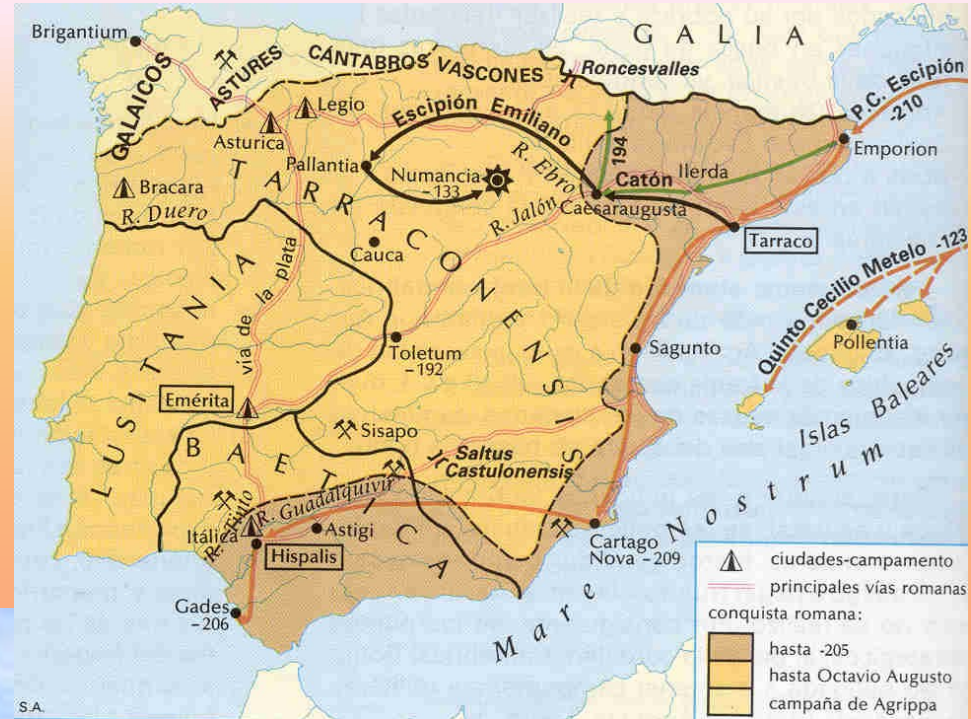 GALIA
Brigantium
GALAICOS
ASTURES
CÁNTABROS
VASCONES
Roncesvalles
P.C. Escipión
-210
Legio
Asturica
Escipión Emiliano
Emporion
Pallantia
Numancia
-133
R. Ebro
194
Ilerda
Catón
Bracara
R. Duero
TARRACONENSIS
R. Jalón
Caesaraugusta
Tarraco
Cauca
Quinto Cecilio Metelo -123
LUSITANIA
vía de la plata
Toletum
-192
Sagunto
Pollentia
Islas Baleares
Emérita
Sisapo
BAETICA
Saltus
Castulonensis
R. Tinto
R. Guadalquivir
Itálica
Astigi
Hispalis
Cartago
Nova -209
Gades
-206
Mare Nostrum
ciudades-campamento
principales vías romanas
conquista romana:
hasta -205
hasta Octavio Augusto
campaña de Agrippa
S.A.